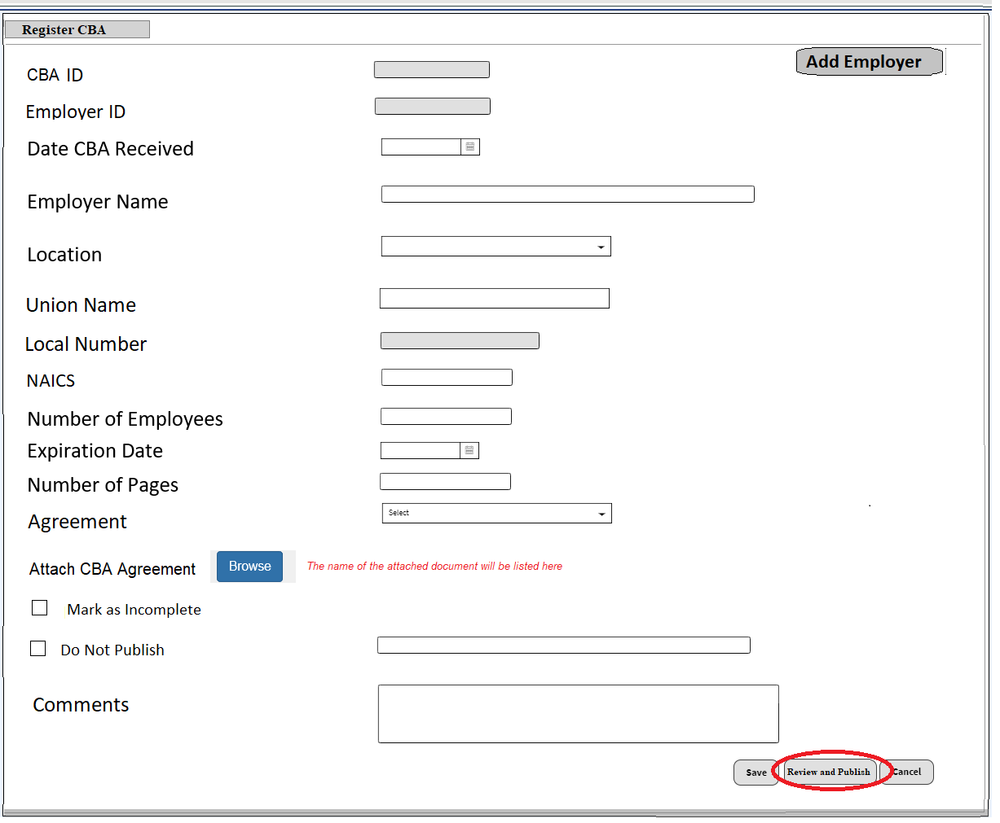 Register CBA
Add Employer
CBA ID
Employer ID
Date CBA Received
Employer Name
Location
Union Name
Local Number
NAICS
Number of Employees
Expiration Date
Number of Pages
Agreement
Select
Attach CBA Agreement
Browse
The name of the attached document will be listed here
Mark as Incomplete
Do Not Publish
Comments
Save
Review and Publish
Cancel